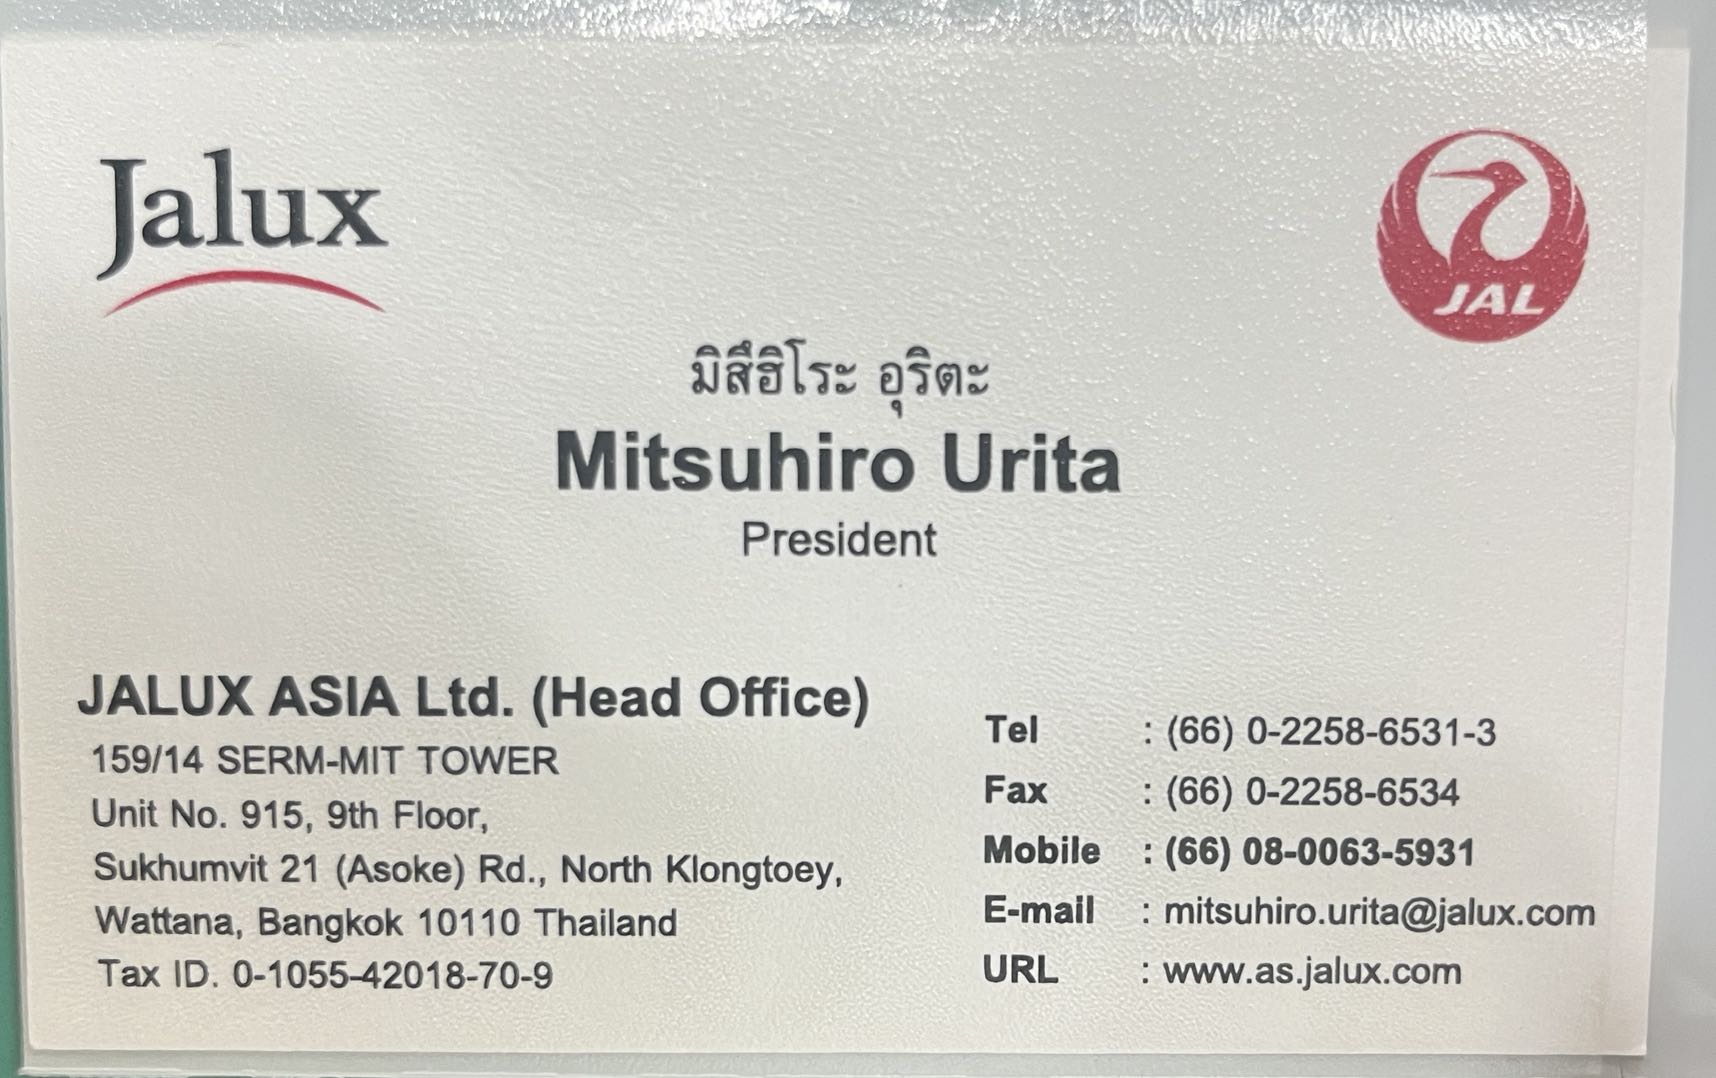 Jalux
JAL
มิสึฮิโระ อุริตะ
Mitsuhiro Urita
President
JALUX ASIA Ltd. (Head Office)
159/14 SERM-MIT TOWER
Unit No. 915, 9th Floor,
Sukhumvit 21 (Asoke) Rd., North Klongtoey,
Wattana, Bangkok 10110 Thailand
Tax ID. 0-1055-42018-70-9
Tel : (66) 0-2258-6531-3
Fax : (66) 0-2258-6534
Mobile : (66) 08-0063-5931
E-mail : mitsuhiro.urita@jalux.com
URL : www.as.jalux.com